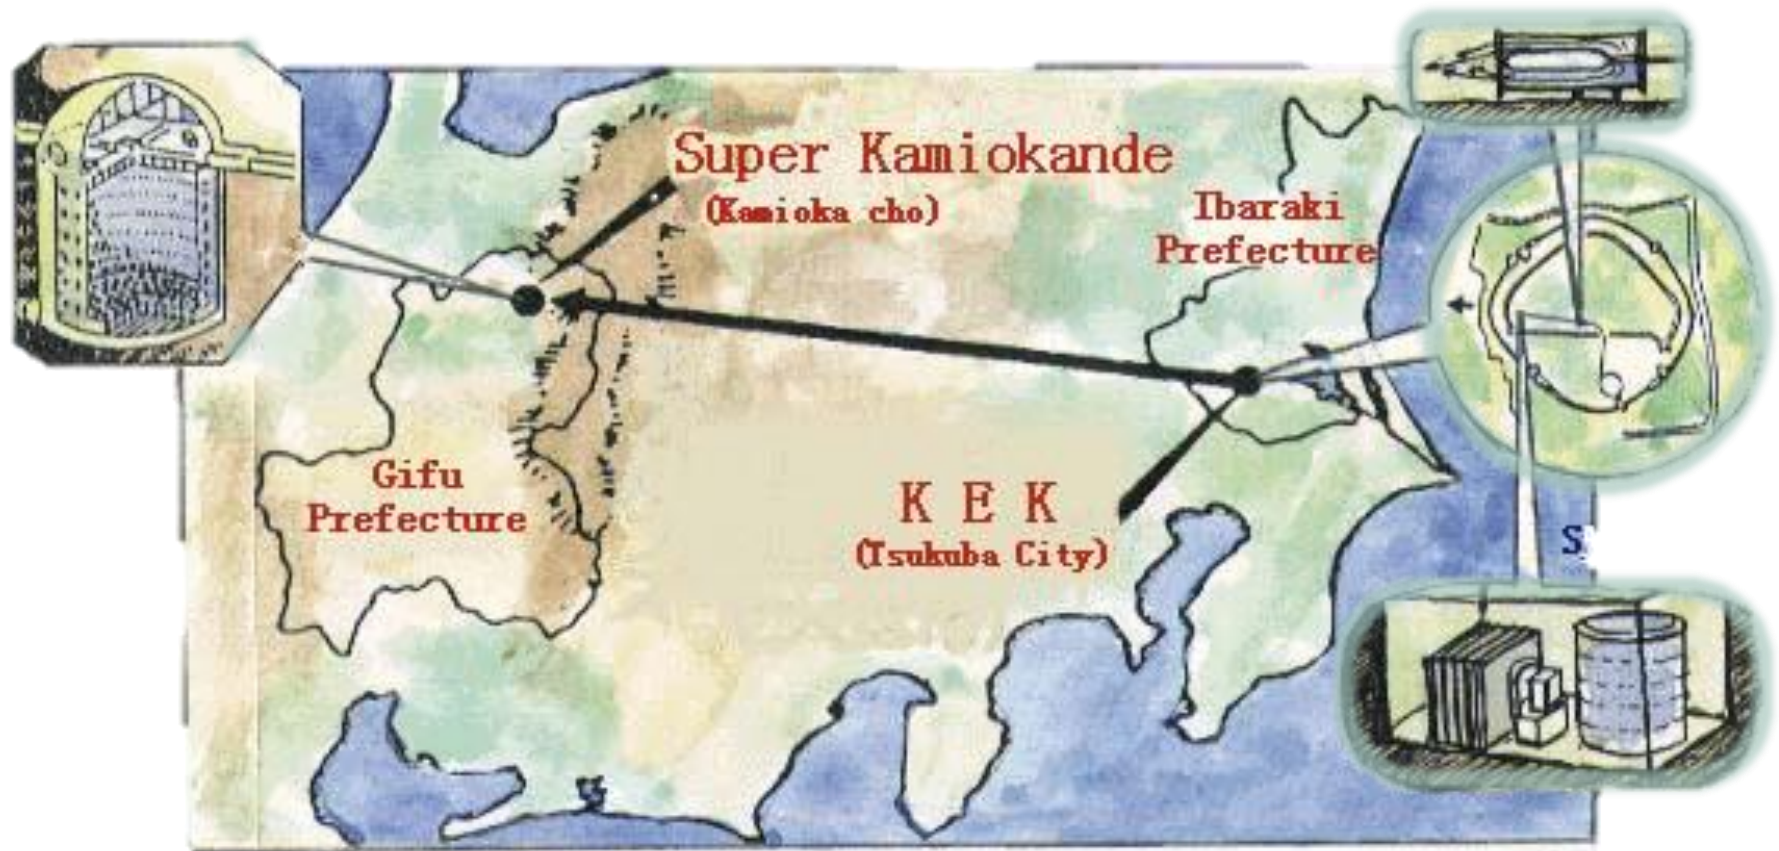 Super Kamiokande
(Kamioka cho)
Ibaraki
Prefecture
Gifu
Prefecture
K E K
(Tsukuba City)
S